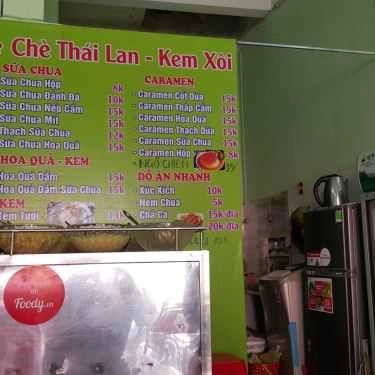 Chè Thái Lan - Kem Xôi
SỮA CHUA
Sữa Chua Hộp 8k
Sữa Chua Đánh Đá 10k
Sữa Chua Nếp Cẩm 15k
Sữa Chua Mít 15k
Thạch Sữa Chua 12k
Sữa Chua Hoa Quả 15k
HOA QUẢ - KEM
Hoa Quả Dầm 15k
Hoa Quả Dầm Sữa Chua 15k
KEM
Kem Tươi
CARAMEN
- Caramen Cốt Dừa 15k
- Caramen Thập Cẩm 15k
- Caramen Hoa Quả 15k
- Caramen Thạch Dừa 15k
- Caramen Sữa Chua 15k
- Caramen Hộp 8k
- NGÔ CHIÊN
ĐỒ ĂN NHANH
- Xúc Xích 10k
- Nem Chua 5k
- Chả Cá 15k đĩa
20k đĩa
on
Foody.vn